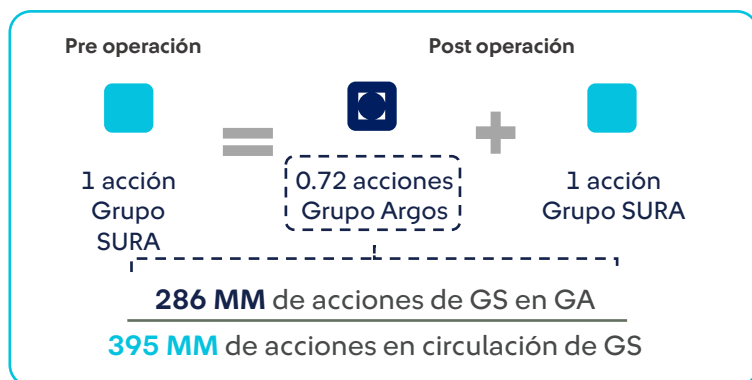 Pre operación
Post operación
=
+
1 acción
Grupo
SURA
0.72 acciones
Grupo Argos
1 acción
Grupo SURA
286 MM de acciones de GS en GA
395 MM de acciones en circulación de GS